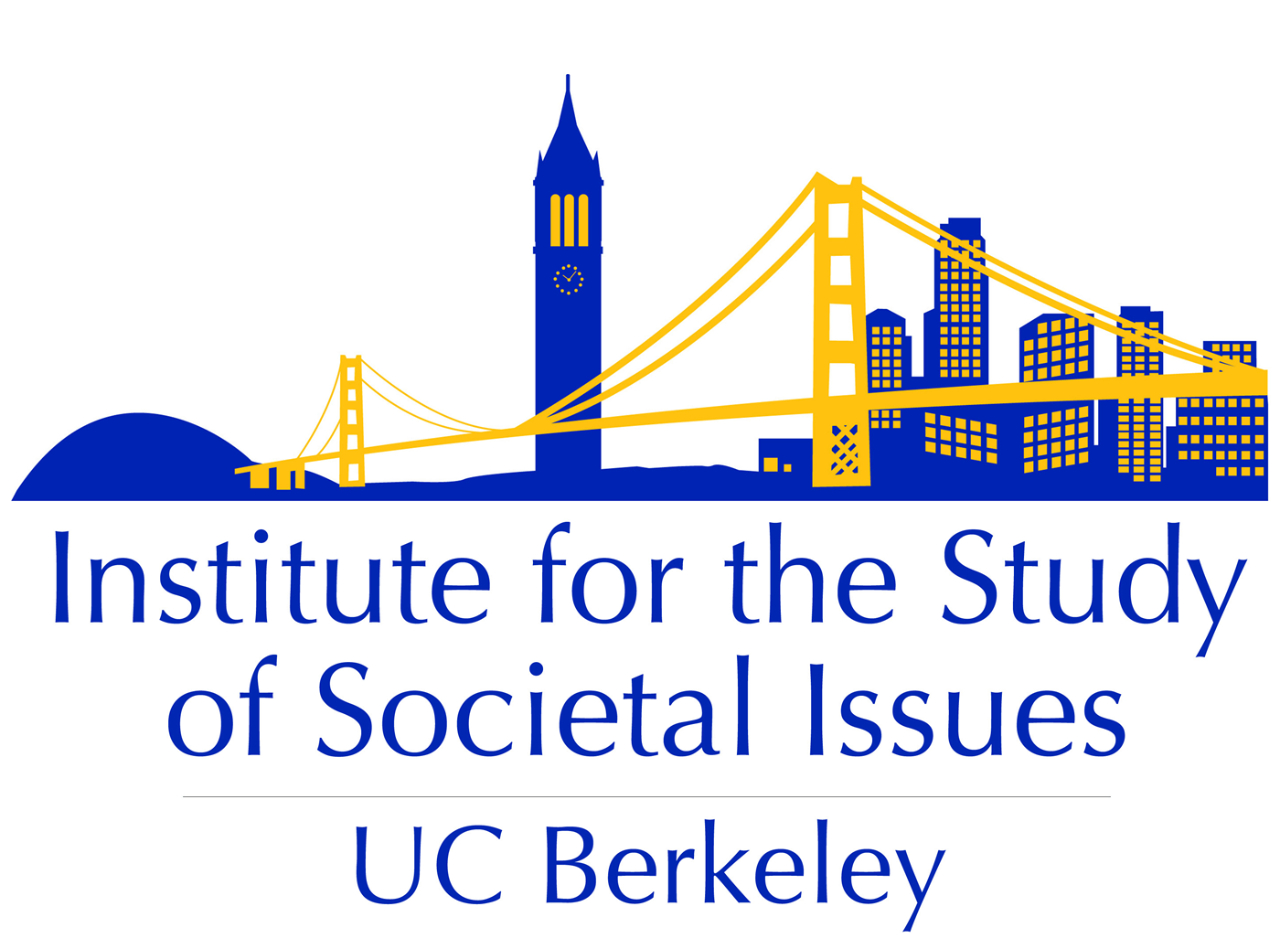 Institute for the Study
of Societal Issues
UC Berkeley